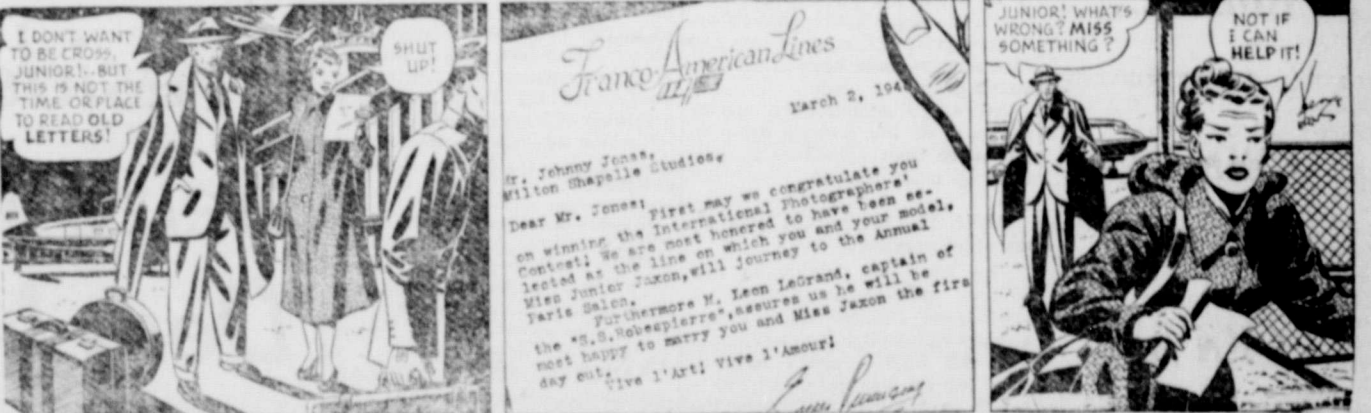 I DON'T WANT
TO BE CROSS,
JUNIOR!--BUT
THIS IS NOT THE
TIME OR PLACE
TO READ OLD
LETTERS!
SHUT
UP!
Franco-American Lines
March 2, 194
Mr. Johnny Jones,
Milton Shapelle Studios,
Dear Mr. Jones:
First may we congratulate you
on winning the International Photographers'
Contest! We are most honored to have been se-
lected as the line on which you and your model,
Miss Junior Jaxon, will journey to the Annual
Paris Salon.
Furthermore M. Leon LeGrand, captain of
the "S.S.Robespierre", assures us he will be
most happy to marry you and Miss Jaxon the firs
day out.
Vive l'Art! Vive l'Amour!
JUNIOR! WHAT'S
WRONG? MISS
SOMETHING?
NOT IF
I CAN
HELP IT!